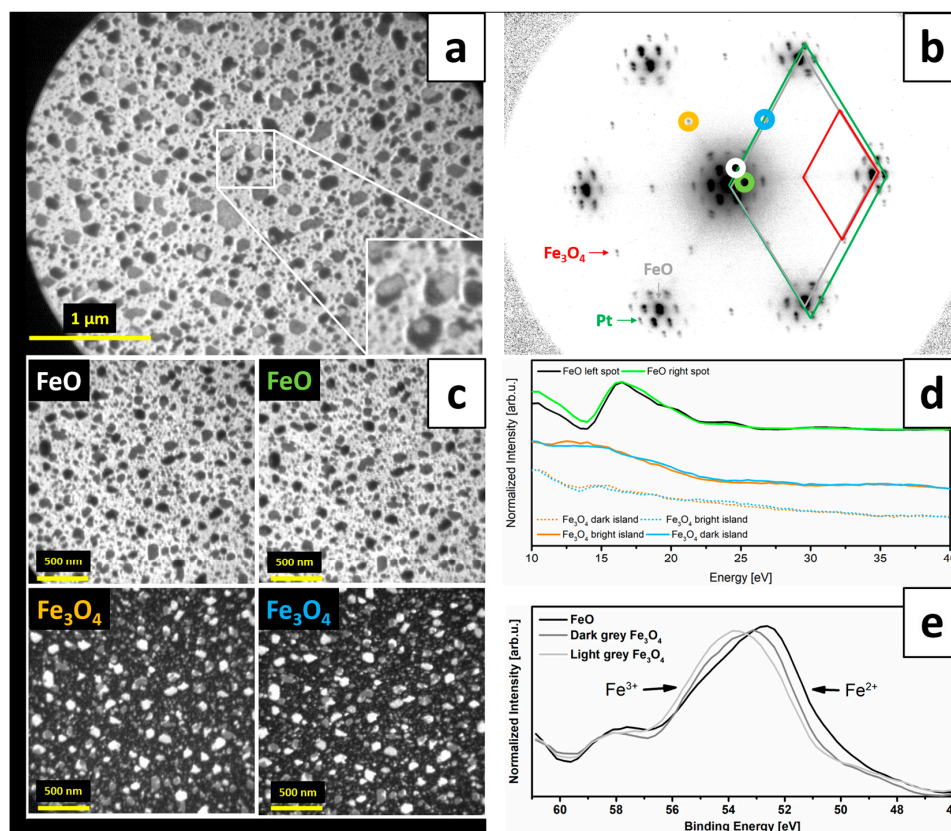 a
1 µm
b
Fe₃O₄
FeO
Pt
FeO
c
500 nm
FeO
500 nm
Fe₃O₄
500 nm
Fe₃O₄
500 nm
d
FeO left spot
FeO right spot
Normalized Intensity [arb.u.]
Fe₃O₄ dark island
Fe₃O₄ bright island
Fe₃O₄ bright island
Fe₃O₄ dark island
10 15 20 25 30 35 40
Energy [eV]
e
FeO
Dark grey Fe₃O₄
Light grey Fe₃O₄
Fe³⁺
Fe²⁺
Normalized Intensity [arb.u.]
60 58 55 52 50 48 46
Binding Energy [eV]